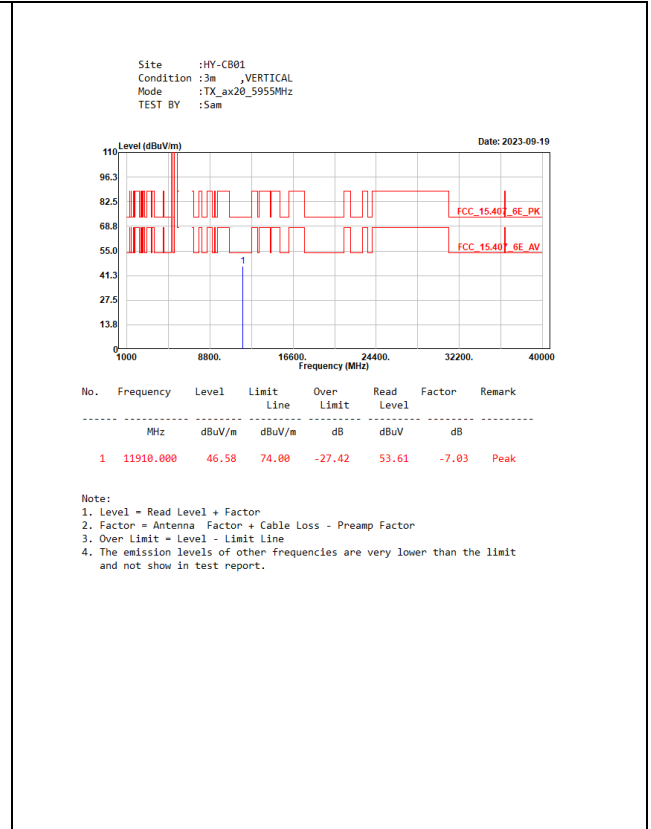 Site :HY-CB01
Condition :3m ,VERTICAL
Mode :TX_ax20_5955MHz
TEST BY :Sam
Level (dBuV/m) Date: 2023-09-19
110
96.3
82.5
FCC_15.407_6E_PK
68.8
FCC_15.407_6E_AV
55.0
1
41.3
27.5
13.8
0
1000 8800. 16600. 24400. 32200. 40000
Frequency (MHz)
No. Frequency Level Limit Over Read Factor Remark
Line Limit Level
------ ----------- -------- --------- --------- --------- -------- ---------
MHz dBuV/m dBuV/m dB dBuV dB
1 11910.000 46.58 74.00 -27.42 53.61 -7.03 Peak
Note:
1. Level = Read Level + Factor
2. Factor = Antenna Factor + Cable Loss - Preamp Factor
3. Over Limit = Level - Limit Line
4. The emission levels of other frequencies are very lower than the limit
and not show in test report.